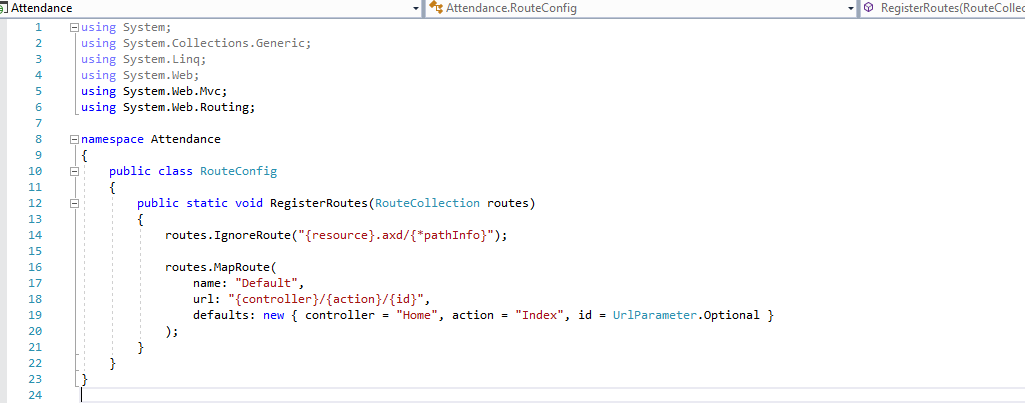 Attendance
Attendance.RouteConfig
RegisterRoutes(RouteCollec
1 using System;
2 using System.Collections.Generic;
3 using System.Linq;
4 using System.Web;
5 using System.Web.Mvc;
6 using System.Web.Routing;
7
8 namespace Attendance
9 {
10     public class RouteConfig
11     {
12         public static void RegisterRoutes(RouteCollection routes)
13         {
14             routes.IgnoreRoute("{resource}.axd/{*pathInfo}");
15
16             routes.MapRoute(
17                 name: "Default",
18                 url: "{controller}/{action}/{id}",
19                 defaults: new { controller = "Home", action = "Index", id = UrlParameter.Optional }
20             );
21         }
22     }
23 }
24